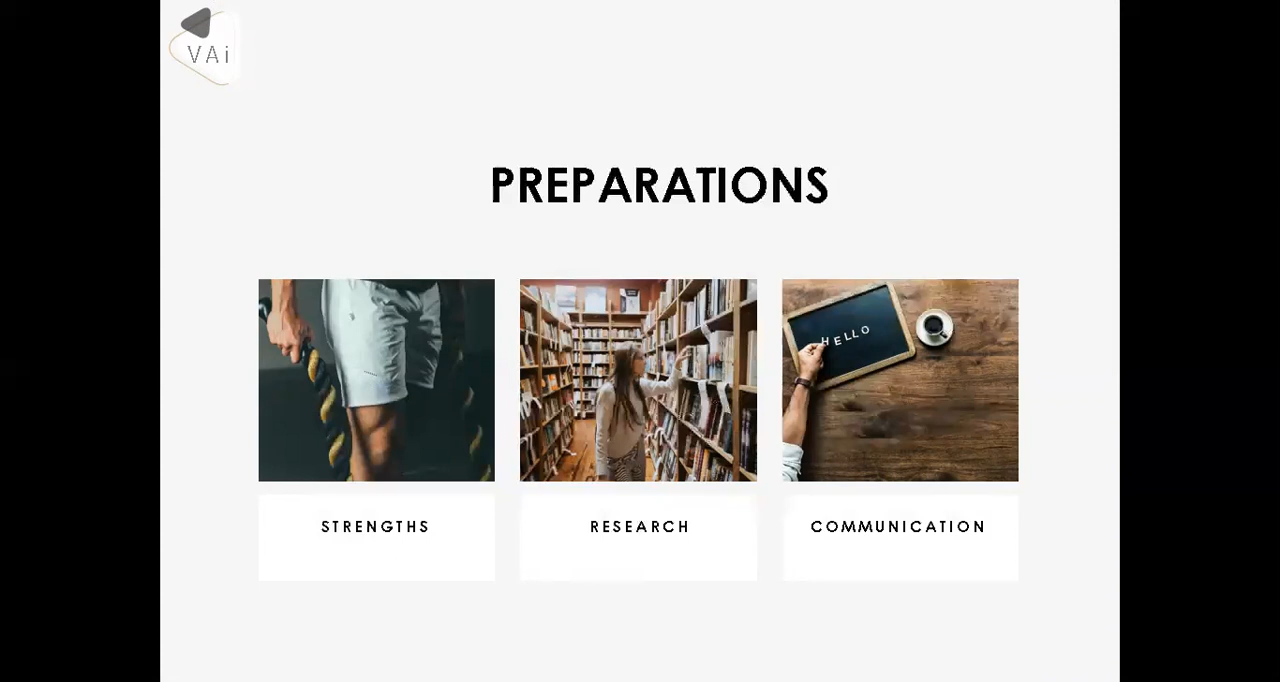 VAi
PREPARATIONS
HELLO
STRENGTHS
RESEARCH
COMMUNICATION